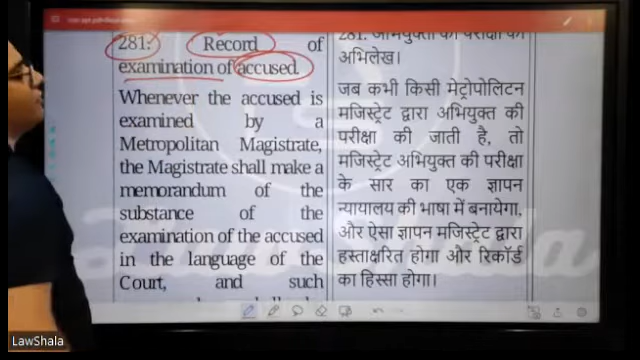 281.
Record of
examination of accused.
Whenever the accused is
examined by a
Metropolitan Magistrate,
the Magistrate shall make a
memorandum of the
substance of the
examination of the accused
in the language of the
Court, and such
281. अभियुक्त की परीक्षा का
अभिलेख।
जब कभी किसी मेट्रोपोलिटन
मजिस्ट्रेट द्वारा अभियुक्त की
परीक्षा की जाती है, तो
मजिस्ट्रेट अभियुक्त की परीक्षा
के सार का एक ज्ञापन
न्यायालय की भाषा में बनायेगा,
और ऐसा ज्ञापन मजिस्ट्रेट द्वारा
हस्ताक्षरित होगा और रिकॉर्ड
का हिस्सा होगा।
LawShala